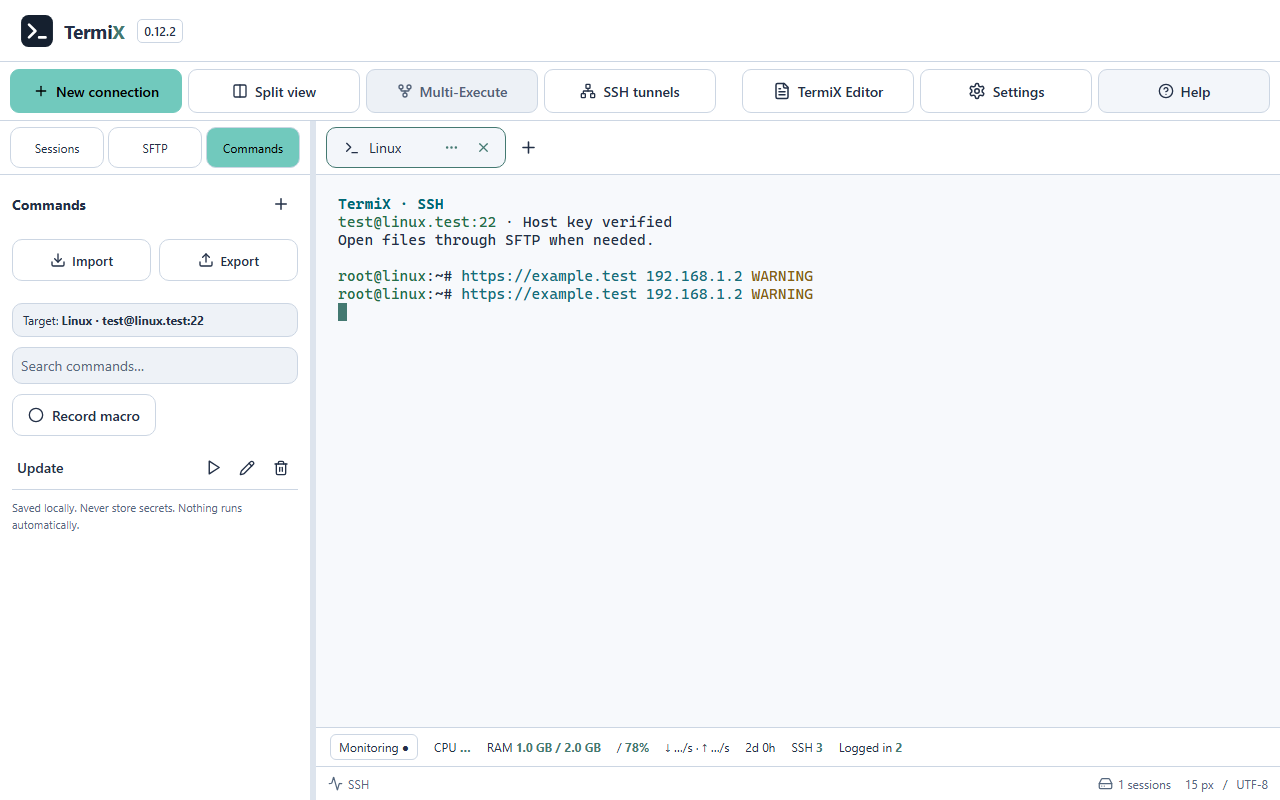 TermiX 0.12.2
New connection Split view Multi-Execute SSH tunnels TermiX Editor Settings Help
Sessions SFTP Commands
Linux ···
Commands
Import Export
Target: Linux · test@linux.test:22
Search commands...
Record macro
Update
Saved locally. Never store secrets. Nothing runs
automatically.
TermiX · SSH
test@linux.test:22 · Host key verified
Open files through SFTP when needed.
root@linux:~# https://example.test 192.168.1.2 WARNING
root@linux:~# https://example.test 192.168.1.2 WARNING
Monitoring ● CPU ... RAM 1.0 GB / 2.0 GB / 78% ↓ .../s · ↑ .../s 2d 0h SSH 3 Logged in 2
SSH 1 sessions 15 px / UTF-8